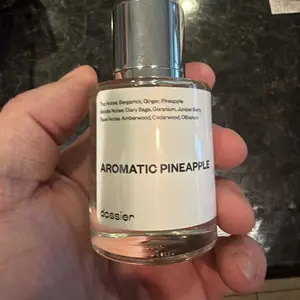 Top Notes: Bergamot, Ginger, Pineapple
Middle Notes: Clary Sage, Geranium, Juniper Berry
Base Notes: Amberwood, Cedarwood, Olibanum
AROMATIC PINEAPPLE
dossier